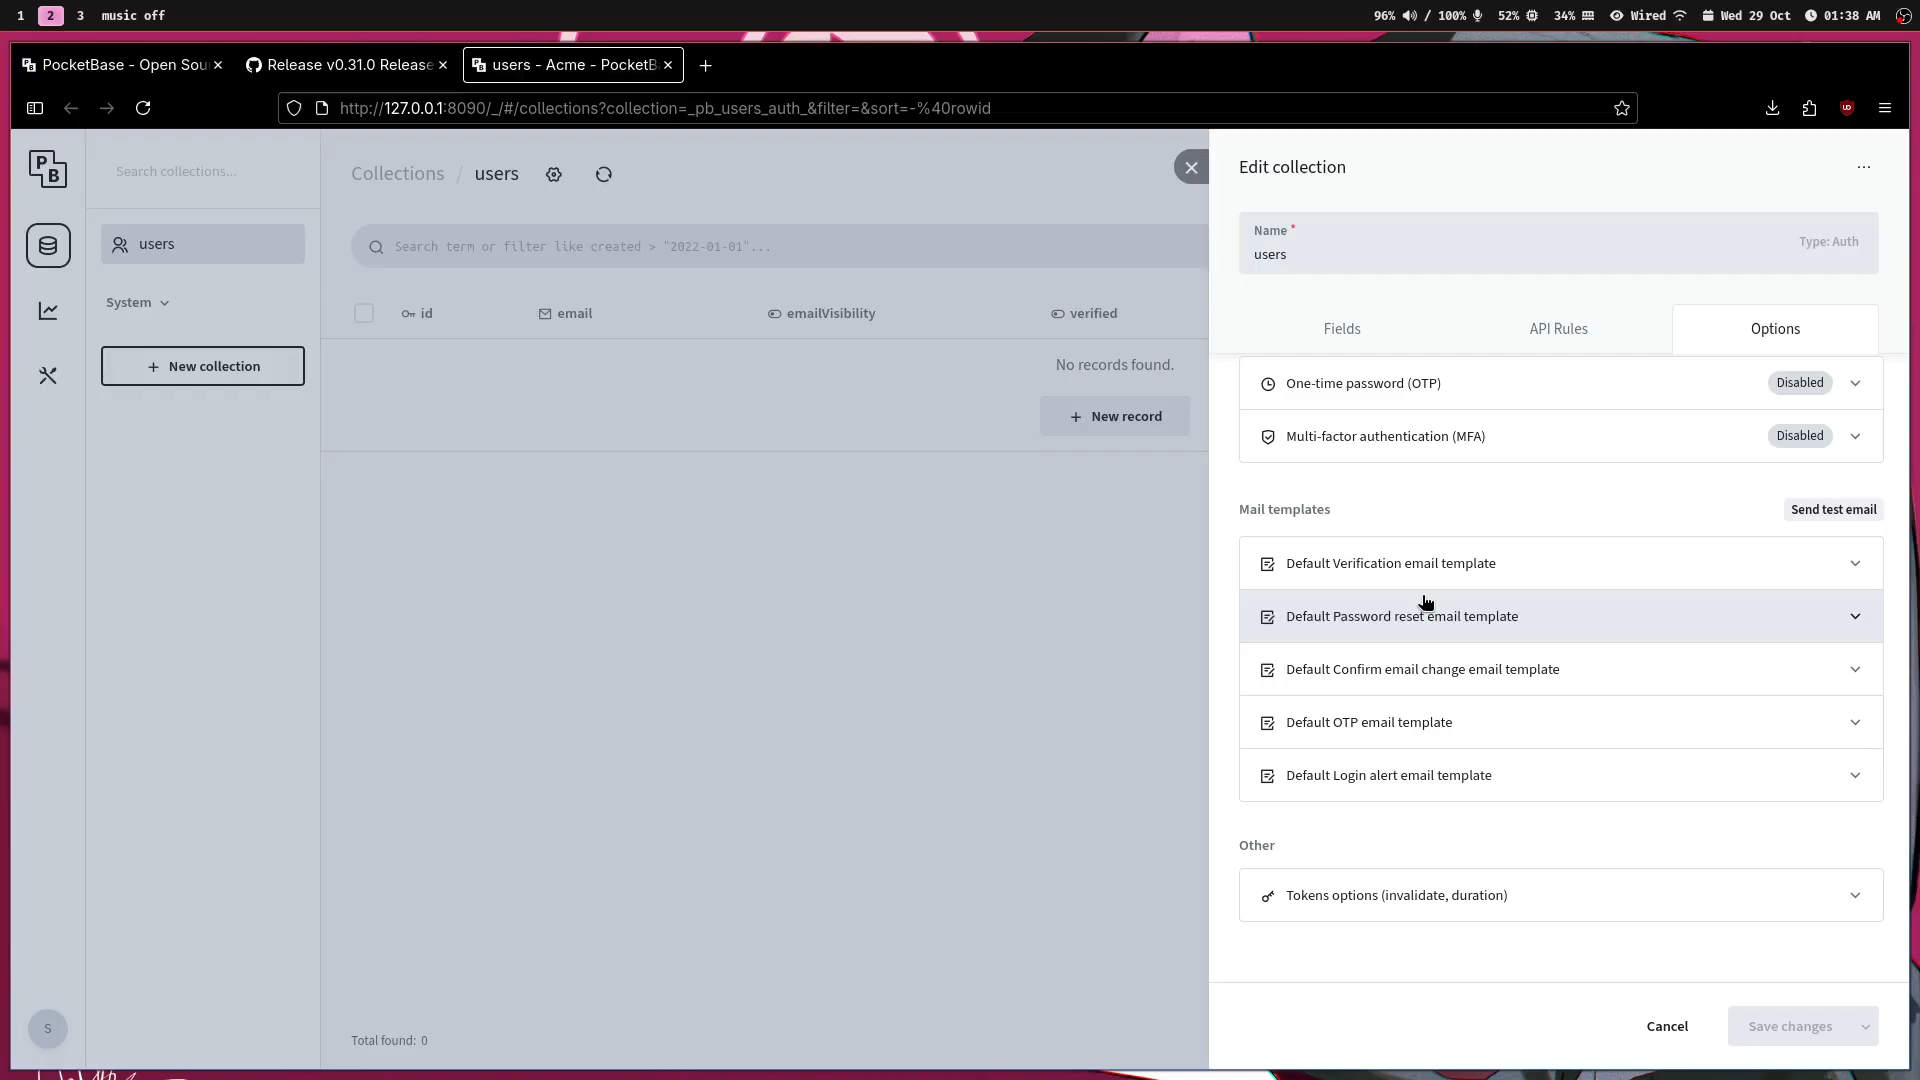 1 2 3 music off
96% / 100% 52% 34% Wired Wed 29 Oct 01:38 AM
PocketBase - Open Sou
Release v0.31.0 Release
users - Acme - PocketB
http://127.0.0.1:8090/_/#/collections?collection=_pb_users_auth_&filter=&sort=-%40rowid
UD
P
B
Search collections...
users
System
New collection
S
Collections / users
Search term or filter like created > "2022-01-01"...
id
email
emailVisibility
verified
No records found.
New record
Total found: 0
Edit collection
Name *
users
Type: Auth
Fields
API Rules
Options
One-time password (OTP)
Disabled
Multi-factor authentication (MFA)
Disabled
Mail templates
Send test email
Default Verification email template
Default Password reset email template
Default Confirm email change email template
Default OTP email template
Default Login alert email template
Other
Tokens options (invalidate, duration)
Cancel
Save changes